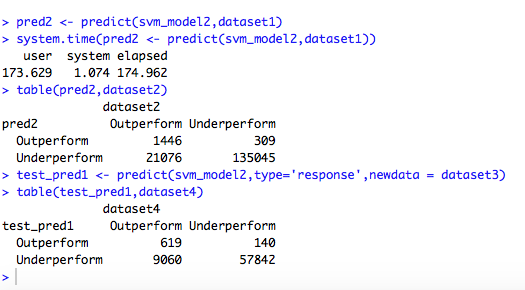 > pred2 <- predict(svm_model2,dataset1)
> system.time(pred2 <- predict(svm_model2,dataset1))
   user  system elapsed
173.629   1.074 174.962
> table(pred2,dataset2)
              dataset2
pred2          Outperform Underperform
  Outperform         1446          309
  Underperform      21076       135045
> test_pred1 <- predict(svm_model2,type='response',newdata = dataset3)
> table(test_pred1,dataset4)
              dataset4
test_pred1     Outperform Underperform
  Outperform          619          140
  Underperform       9060        57842
>